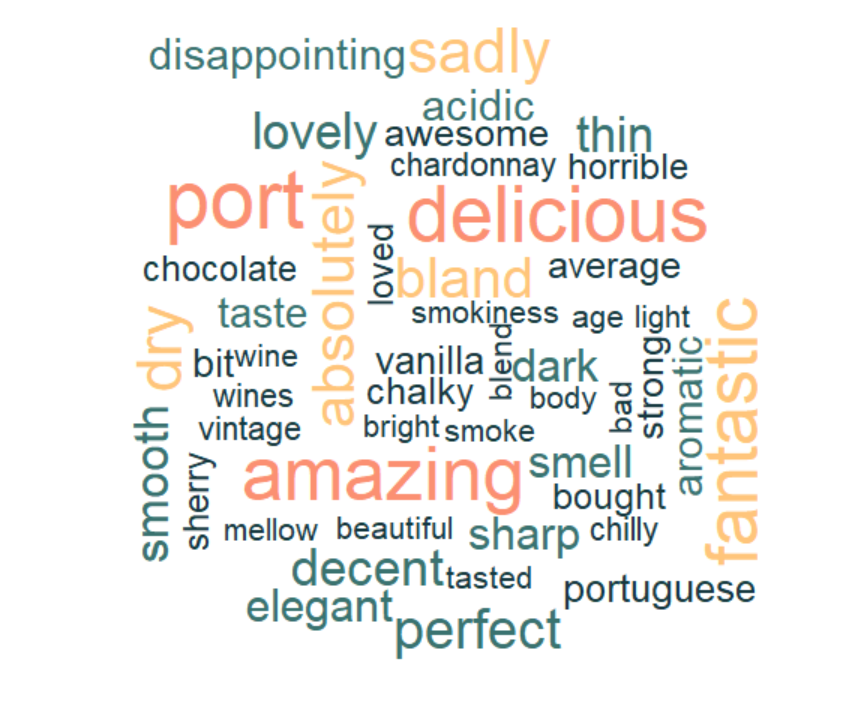 disappointing sadly
acidic
lovely awesome thin
chardonnay horrible
port absolutely delicious
loved
chocolate bland average
taste smokiness age light
dry fantastic
bit wine vanilla blend dark strong aromatic
wines chalky body bad
vintage bright smoke
smooth amazing smell
sherry bought
mellow beautiful sharp chilly
decent tasted portuguese
elegant perfect